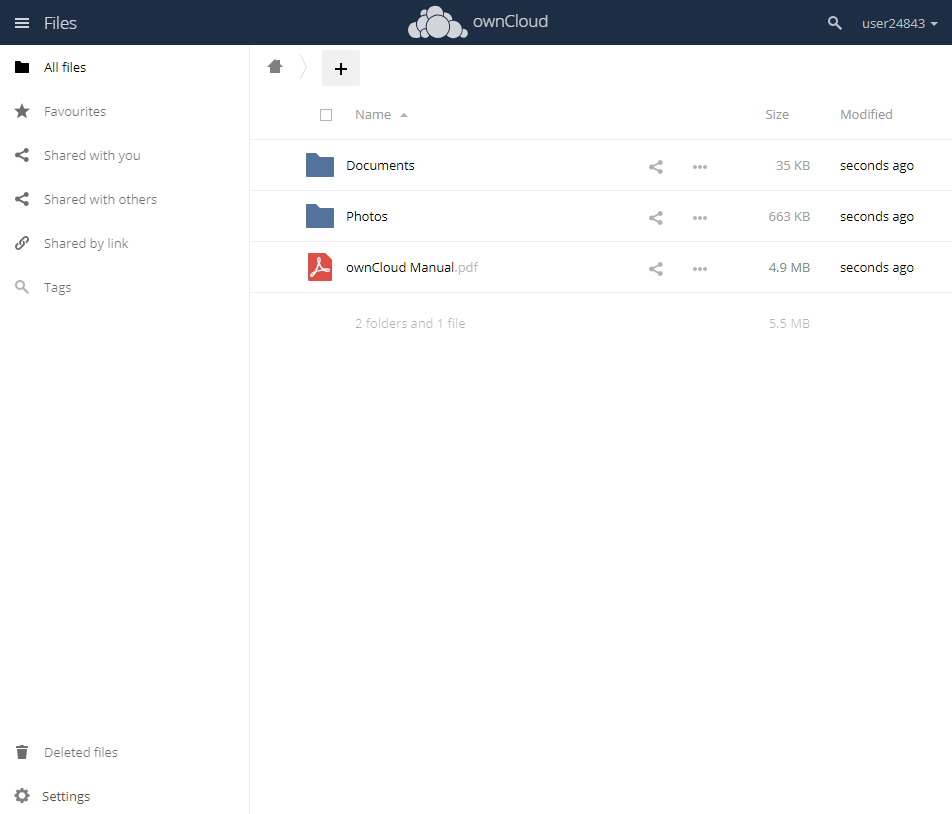 Files
ownCloud
user24843
All files
Favourites
Shared with you
Shared with others
Shared by link
Tags
Deleted files
Settings
Name Size Modified
Documents 35 KB seconds ago
Photos 663 KB seconds ago
ownCloud Manual.pdf 4.9 MB seconds ago
2 folders and 1 file 5.5 MB